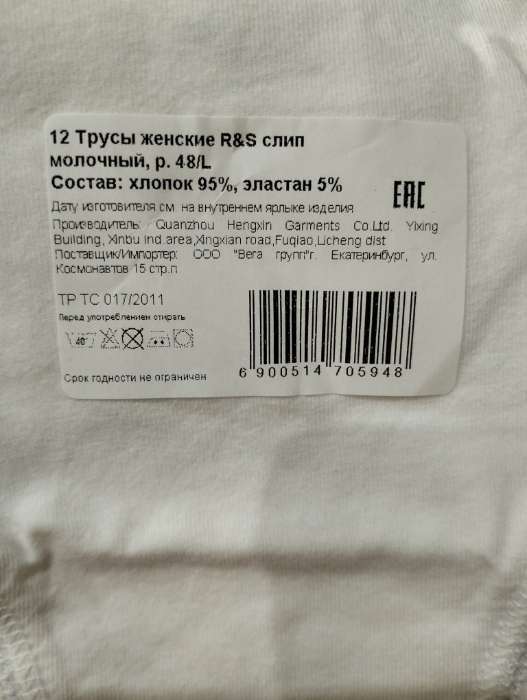 12 Трусы женские R&S слип
молочный, р. 48/L
Состав: хлопок 95%, эластан 5%
EAC
Дату изготовителя см. на внутреннем ярлыке изделия
Производитель: Quanzhou Hengxin Garments Co.Ltd. Yixing
Building, Xinbu ind.area,Xingxian road,Fuqiao,Licheng dist
Поставщик/Импортер: ООО "Вега групп"г. Екатеринбург, ул.
Космонавтов 15 стр.п
ТР ТС 017/2011
Перед употреблением стирать
40°
Срок годности не ограничен
6 900514 705948